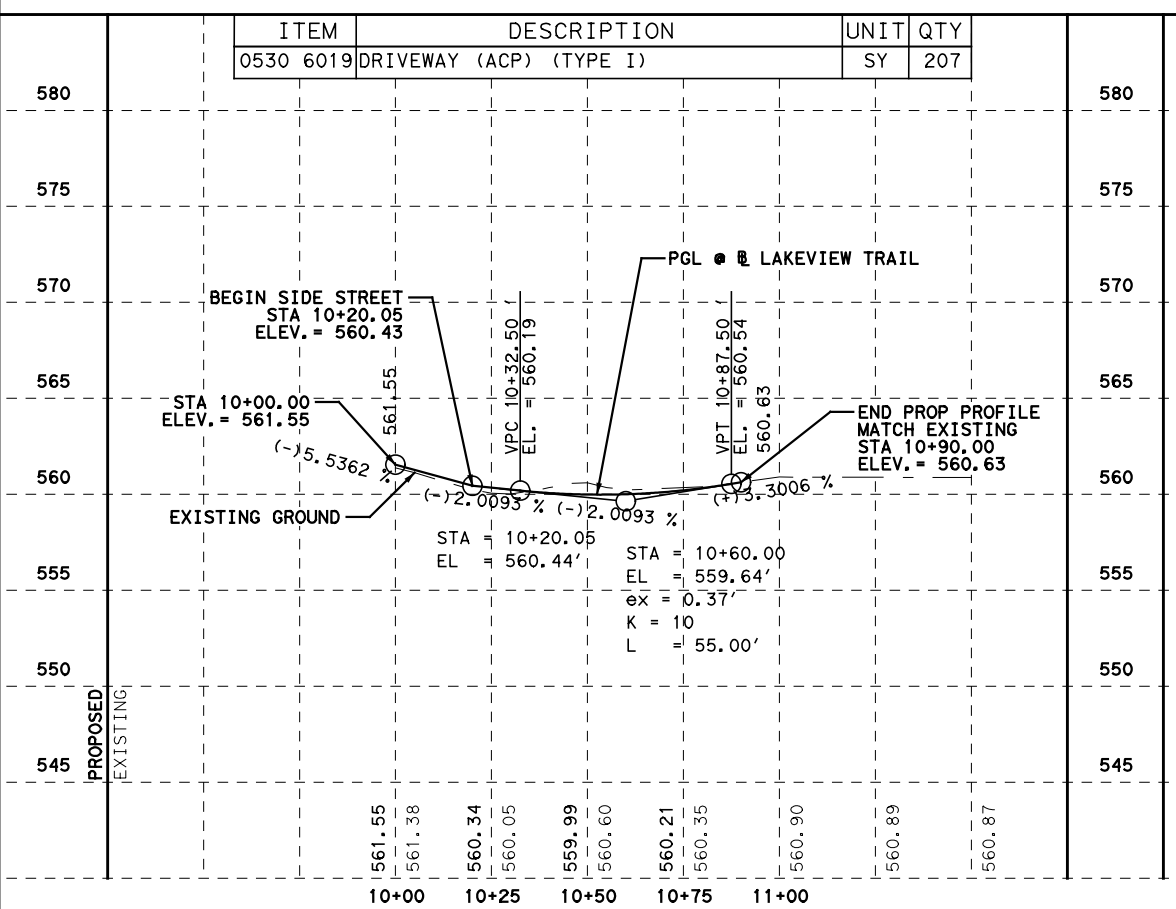 ITEM DESCRIPTION UNIT QTY
0530 6019 DRIVEWAY (ACP) (TYPE I) SY 207
580 580
575 575
570 570
565 565
560 560
555 555
550 550
545 545
PGL @ ℄ LAKEVIEW TRAIL
BEGIN SIDE STREET
STA 10+20.05
ELEV.= 560.43
STA 10+00.00
ELEV.= 561.55
561.55
VPC 10+32.50 '
EL. = 560.19
VPT 10+87.50 '
EL. = 560.54
560.63
END PROP PROFILE
MATCH EXISTING
STA 10+90.00
ELEV.= 560.63
(-)5.5362 %
(-)2.0093 %
(-)2.0093 %
(+)3.3006 %
EXISTING GROUND
STA = 10+20.05
EL = 560.44'
STA = 10+60.00
EL = 559.64'
ex = 0.37'
K = 10
L = 55.00'
PROPOSED
EXISTING
561.55
561.38
560.34
560.05
559.99
560.60
560.21
560.35
560.90
560.89
560.87
10+00 10+25 10+50 10+75 11+00